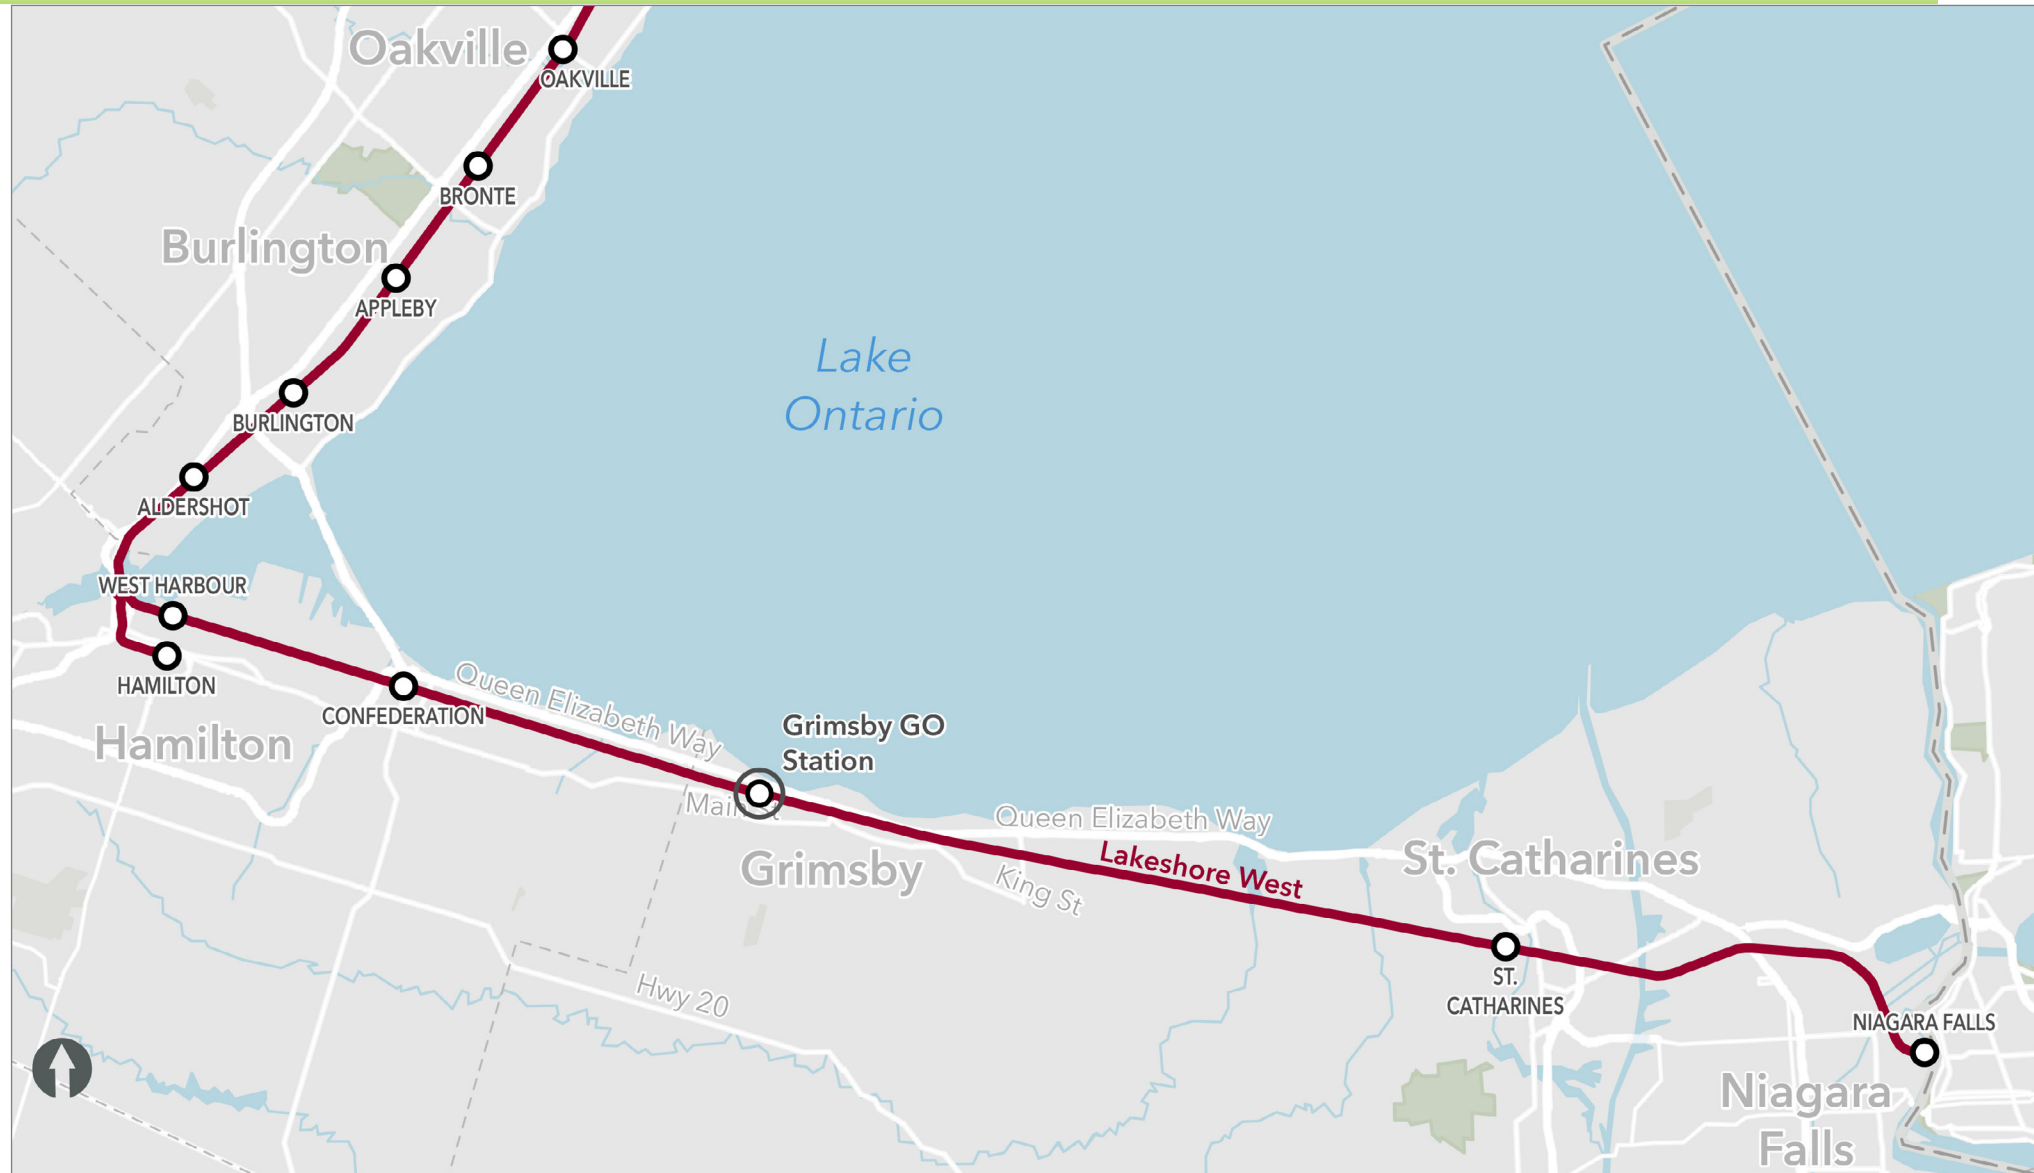 Oakville
OAKVILLE
BRONTE
Burlington
APPLEBY
Lake
Ontario
BURLINGTON
ALDERSHOT
WEST HARBOUR
HAMILTON
CONFEDERATION
Queen Elizabeth Way
Hamilton
Grimsby GO
Station
Main St
Queen Elizabeth Way
Grimsby
King St
Lakeshore West
St. Catharines
ST.
CATHARINES
Hwy 20
NIAGARA FALLS
Niagara
Falls